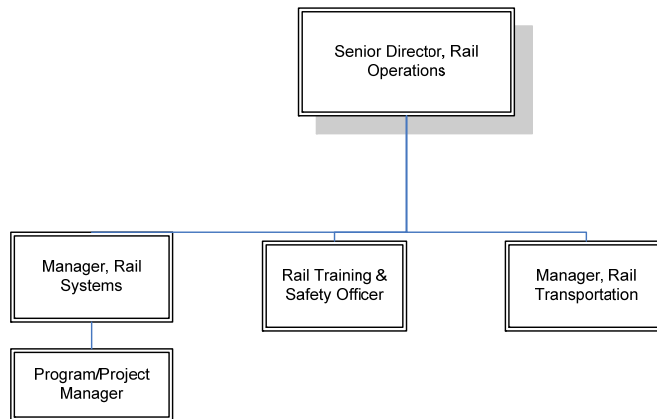 Senior Director, Rail
Operations
Manager, Rail
Systems
Rail Training &
Safety Officer
Manager, Rail
Transportation
Program/Project
Manager